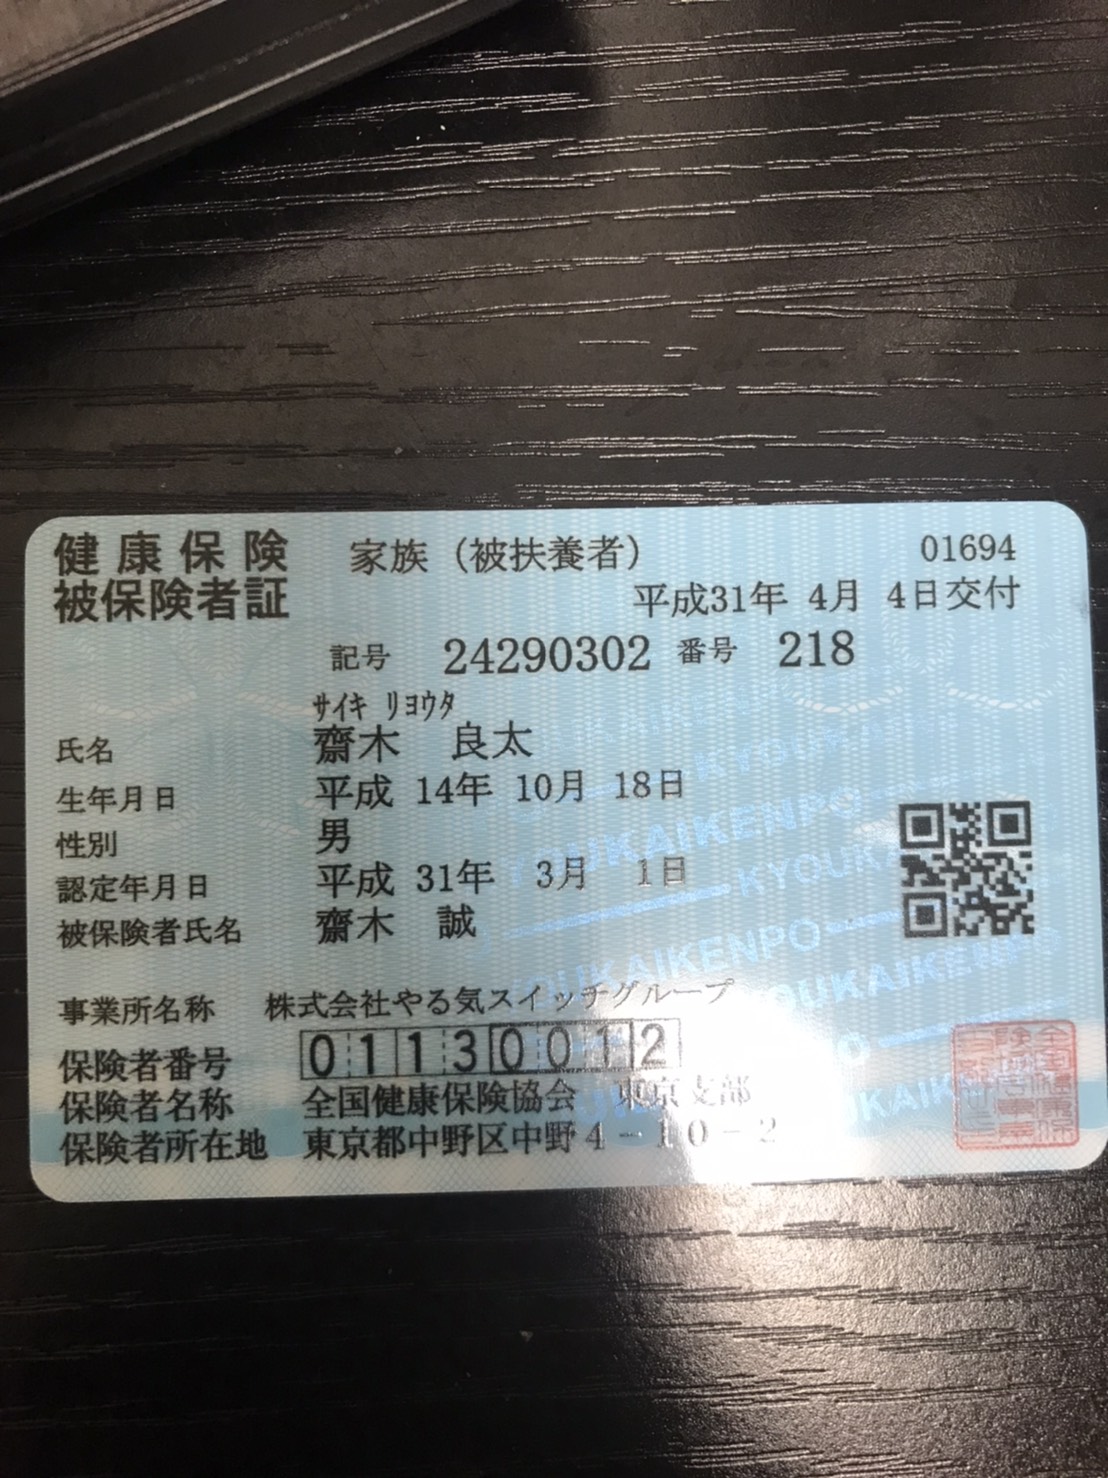 健康保険 家族（被扶養者） 01694
被保険者証 平成31年 4月 4日交付
記号 24290302 番号 218
サイキ リヨウタ
氏名 齋木 良太
生年月日 平成 14年 10月 18日
性別 男
認定年月日 平成 31年 3月 1日
被保険者氏名 齋木 誠
事業所名称 株式会社やる気スイッチグループ
保険者番号 01130012
保険者名称 全国健康保険協会 東京支部
保険者所在地 東京都中野区中野4-10-2
KYOUKAIKENPO